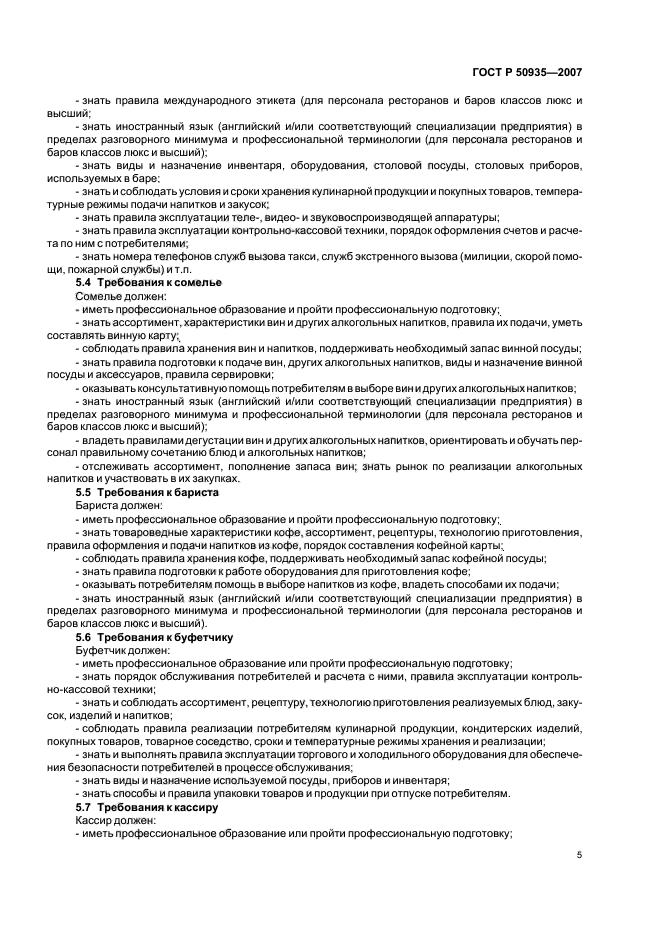 ГОСТ Р 50935—2007
- знать правила международного этикета (для персонала ресторанов и баров классов люкс и
высший;
- знать иностранный язык (английский и/или соответствующий специализации предприятия) в
пределах разговорного минимума и профессиональной терминологии (для персонала ресторанов и
баров классов люкс и высший);
- знать виды и назначение инвентаря, оборудования, столовой посуды, столовых приборов,
используемых в баре;
- знать и соблюдать условия и сроки хранения кулинарной продукции и покупных товаров, темпера-
турные режимы подачи напитков и закусок;
- знать правила эксплуатации теле-, видео- и звуковоспроизводящей аппаратуры;
- знать правила эксплуатации контрольно-кассовой техники, порядок оформления счетов и расче-
та по ним с потребителями;
- знать номера телефонов служб вызова такси, служб экстренного вызова (милиции, скорой помо-
щи, пожарной службы) и т.п.
5.4 Требования к сомелье
Сомелье должен:
- иметь профессиональное образование и пройти профессиональную подготовку;
- знать ассортимент, характеристики вин и других алкогольных напитков, правила их подачи, уметь
составлять винную карту;
- соблюдать правила хранения вин и напитков, поддерживать необходимый запас винной посуды;
- знать правила подготовки к подаче вин, других алкогольных напитков, виды и назначение винной
посуды и аксессуаров, правила сервировки;
- оказывать консультативную помощь потребителям в выборе вин и других алкогольных напитков;
- знать иностранный язык (английский и/или соответствующий специализации предприятия) в
пределах разговорного минимума и профессиональной терминологии (для персонала ресторанов и
баров классов люкс и высший);
- владеть правилами дегустации вин и других алкогольных напитков, ориентировать и обучать пер-
сонал правильному сочетанию блюд и алкогольных напитков;
- отслеживать ассортимент, пополнение запаса вин; знать рынок по реализации алкогольных
напитков и участвовать в их закупках.
5.5 Требования к бариста
Бариста должен:
- иметь профессиональное образование и пройти профессиональную подготовку;
- знать товароведные характеристики кофе, ассортимент, рецептуры, технологию приготовления,
правила оформления и подачи напитков из кофе, порядок составления кофейной карты;
- соблюдать правила хранения кофе, поддерживать необходимый запас кофейной посуды;
- знать правила подготовки к работе оборудования для приготовления кофе;
- оказывать потребителям помощь в выборе напитков из кофе, владеть способами их подачи;
- знать иностранный язык (английский и/или соответствующий специализации предприятия) в
пределах разговорного минимума и профессиональной терминологии (для персонала ресторанов и
баров классов люкс и высший).
5.6 Требования к буфетчику
Буфетчик должен:
- иметь профессиональное образование или пройти профессиональную подготовку;
- знать порядок обслуживания потребителей и расчета с ними, правила эксплуатации контроль-
но-кассовой техники;
- знать и соблюдать ассортимент, рецептуру, технологию приготовления реализуемых блюд, заку-
сок, изделий и напитков;
- соблюдать правила реализации потребителям кулинарной продукции, кондитерских изделий,
покупных товаров, товарное соседство, сроки и температурные режимы хранения и реализации;
- знать и выполнять правила эксплуатации торгового и холодильного оборудования для обеспече-
ния безопасности потребителей в процессе обслуживания;
- знать виды и назначение используемой посуды, приборов и инвентаря;
- знать способы и правила упаковки товаров и продукции при отпуске потребителям.
5.7 Требования к кассиру
Кассир должен:
- иметь профессиональное образование или пройти профессиональную подготовку;
5